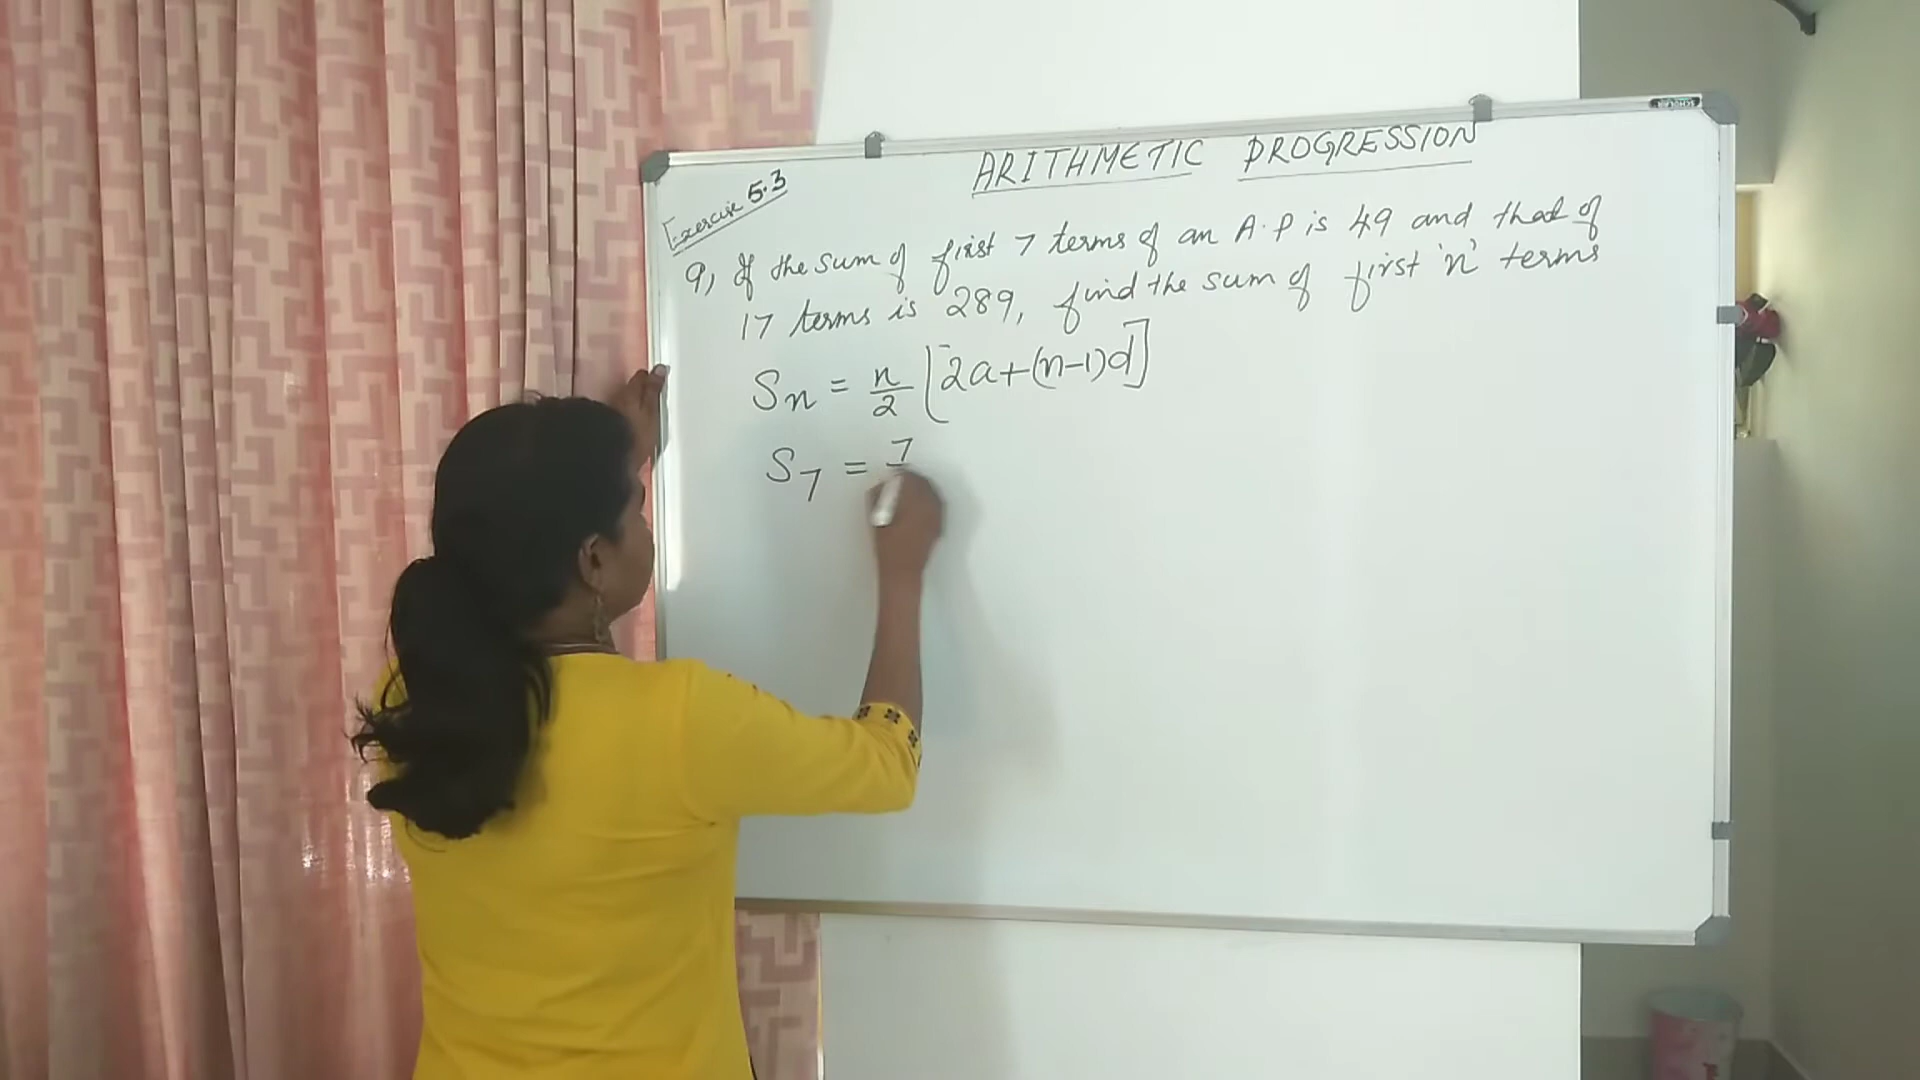 ARITHMETIC PROGRESSION
Exercise 5.3
9, If the sum of first 7 terms of an A.P is 49 and that of
17 terms is 289, find the sum of first 'n' terms
Sn = n/2 [2a+(n-1)d]
S7 = 7